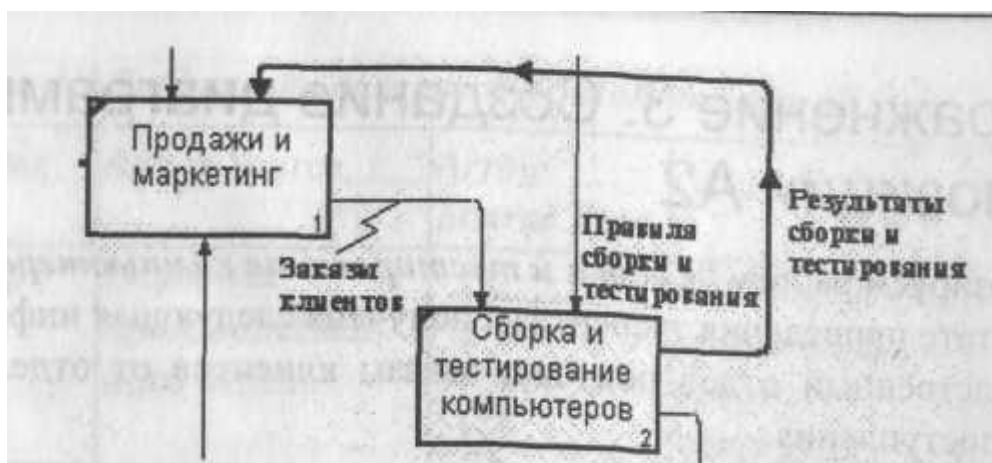 Продажи и
маркетинг
1
Заказы
клиентов
Правила
сборки и
тестирования
Результаты
сборки и
тестирования
Сборка и
тестирование
компьютеров
2